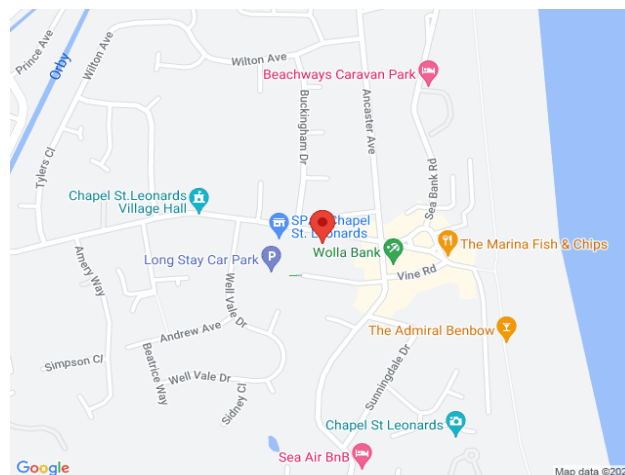 Prince Ave
Orby
Wilton Ave
Wilton Ave
Beachways Caravan Park
Buckingham Dr
Ancaster Ave
Tylers Cl
Sea Bank Rd
Chapel St.Leonards
Village Hall
Chapel
St. Leonards
Wolla Bank
The Marina Fish & Chips
Long Stay Car Park
P
Vine Rd
Amery Way
Well Vale Dr
Andrew Ave
The Admiral Benbow
Simpson Cl
Beatrice Way
Well Vale Dr
Sidney Cl
Sunningdale Dr
Chapel St Leonards
Sea Air BnB
Google
Map data